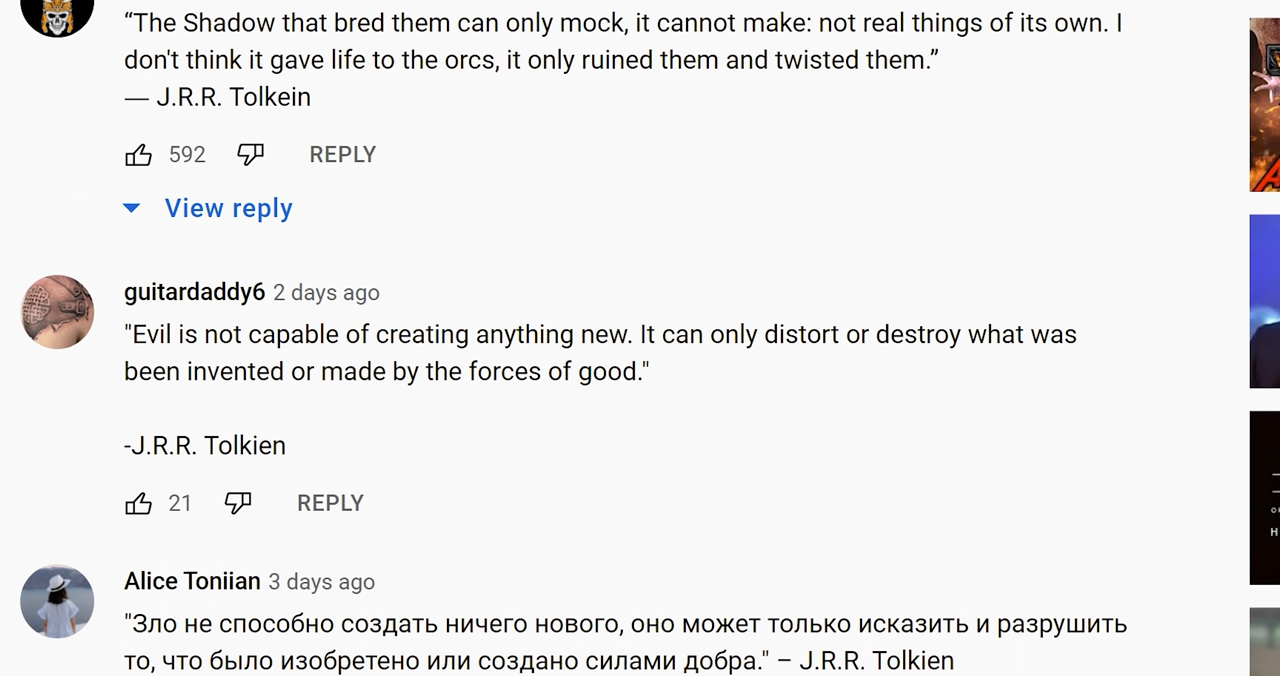 “The Shadow that bred them can only mock, it cannot make: not real things of its own. I
don't think it gave life to the orcs, it only ruined them and twisted them.”
— J.R.R. Tolkein
592 REPLY
View reply
guitardaddy6 2 days ago
"Evil is not capable of creating anything new. It can only distort or destroy what was
been invented or made by the forces of good."
-J.R.R. Tolkien
21 REPLY
Alice Toniian 3 days ago
"Зло не способно создать ничего нового, оно может только исказить и разрушить
то, что было изобретено или создано силами добра." – J.R.R. Tolkien